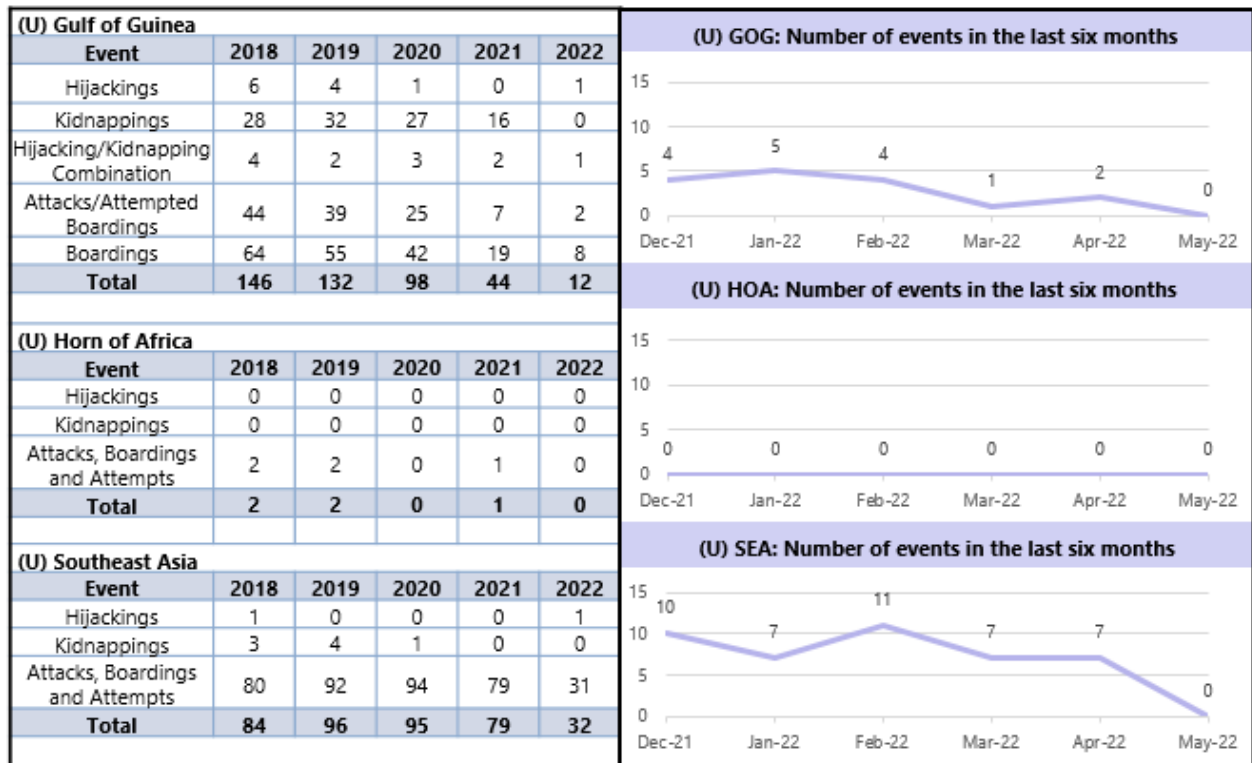 (U) Gulf of Guinea
Event 2018 2019 2020 2021 2022
Hijackings 6 4 1 0 1
Kidnappings 28 32 27 16 0
Hijacking/Kidnapping
Combination 4 2 3 2 1
Attacks/Attempted
Boardings 44 39 25 7 2
Boardings 64 55 42 19 8
Total 146 132 98 44 12
(U) Horn of Africa
Event 2018 2019 2020 2021 2022
Hijackings 0 0 0 0 0
Kidnappings 0 0 0 0 0
Attacks, Boardings
and Attempts 2 2 0 1 0
Total 2 2 0 1 0
(U) Southeast Asia
Event 2018 2019 2020 2021 2022
Hijackings 1 0 0 0 1
Kidnappings 3 4 1 0 0
Attacks, Boardings
and Attempts 80 92 94 79 31
Total 84 96 95 79 32
(U) GOG: Number of events in the last six months
15
10
5
0
4 5 4 1 2 0
Dec-21 Jan-22 Feb-22 Mar-22 Apr-22 May-22
(U) HOA: Number of events in the last six months
15
10
5
0
0 0 0 0 0 0
Dec-21 Jan-22 Feb-22 Mar-22 Apr-22 May-22
(U) SEA: Number of events in the last six months
15
10
5
0
10 7 11 7 7 0
Dec-21 Jan-22 Feb-22 Mar-22 Apr-22 May-22